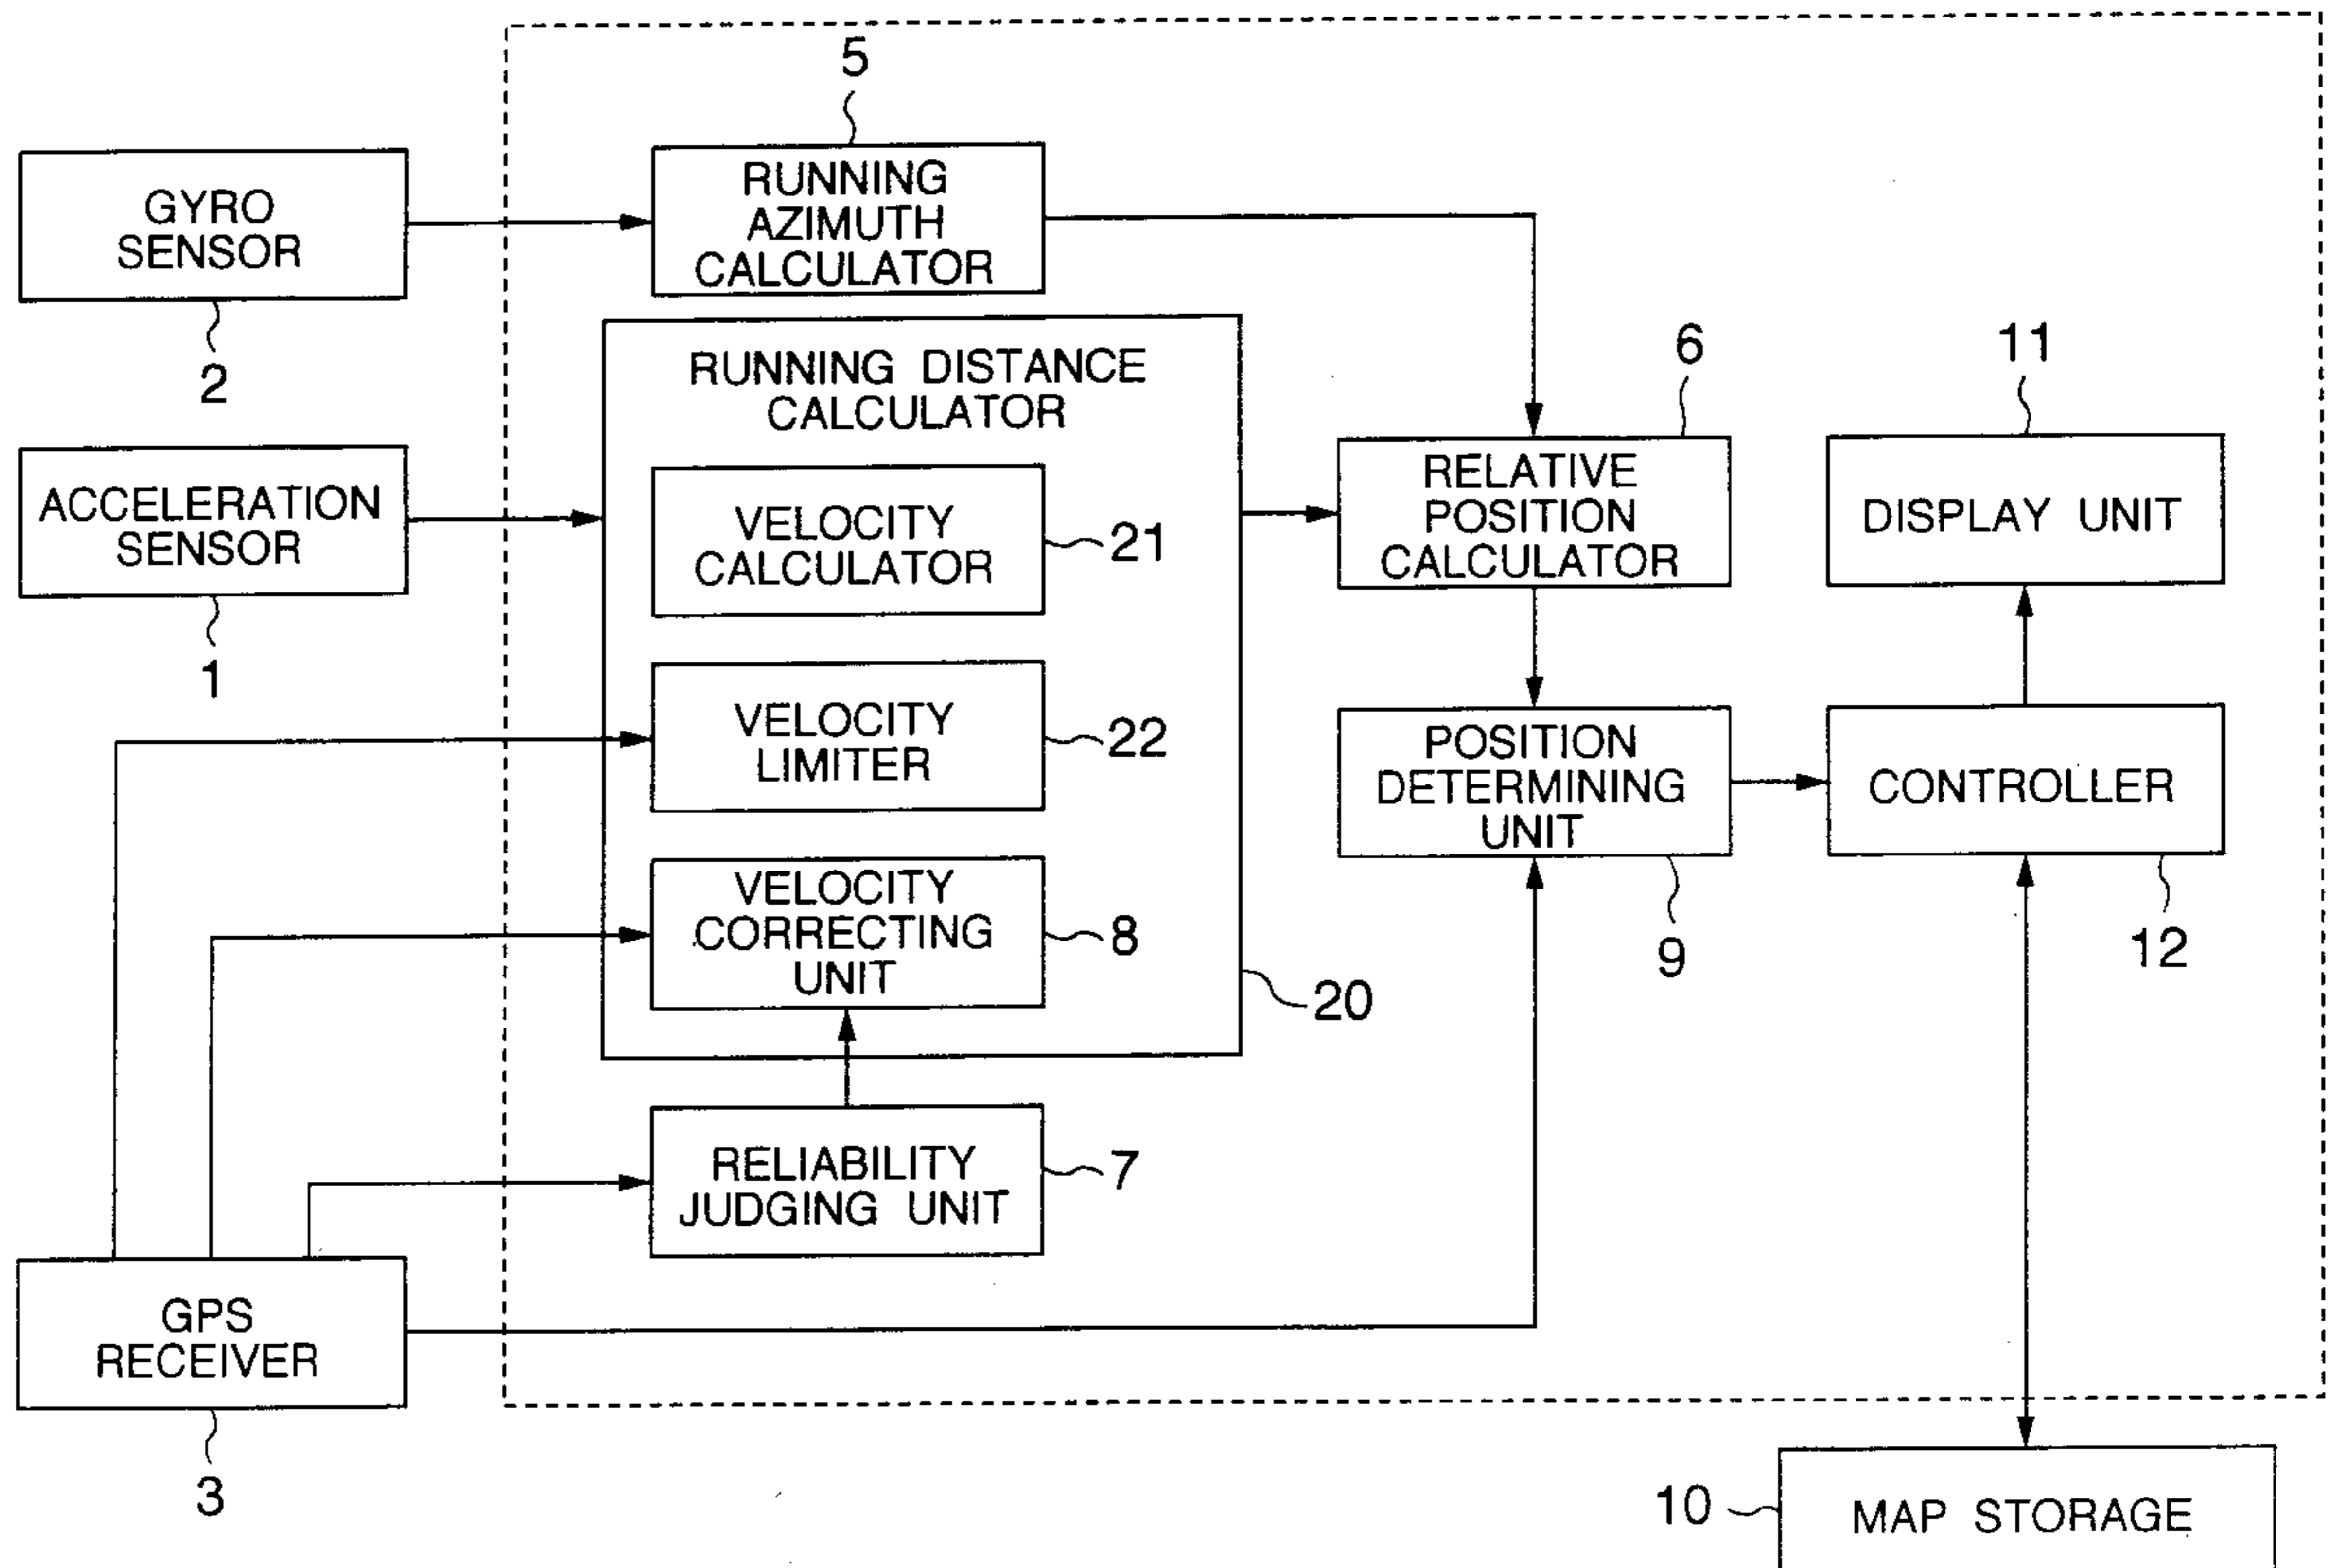 5
GYRO
SENSOR
2
RUNNING
AZIMUTH
CALCULATOR
RUNNING DISTANCE
CALCULATOR
6
11
ACCELERATION
SENSOR
1
VELOCITY
CALCULATOR
21
RELATIVE
POSITION
CALCULATOR
DISPLAY UNIT
VELOCITY
LIMITER
22
POSITION
DETERMINING
UNIT
9
CONTROLLER
12
VELOCITY
CORRECTING
UNIT
8
20
RELIABILITY
JUDGING UNIT
7
GPS
RECEIVER
3
10
MAP STORAGE